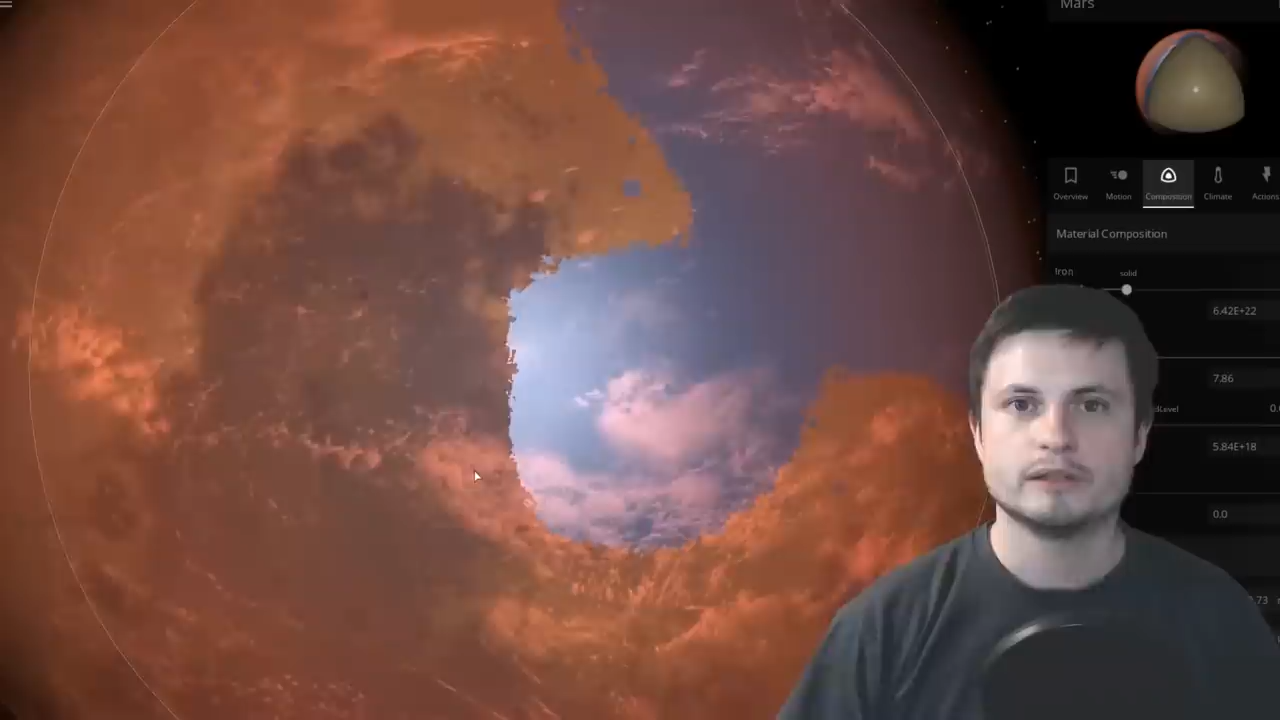 Mars
Overview Motion Composition Climate Actions
Material Composition
Iron
solid
6.42E+22
7.86
0.
5.84E+18
0.0